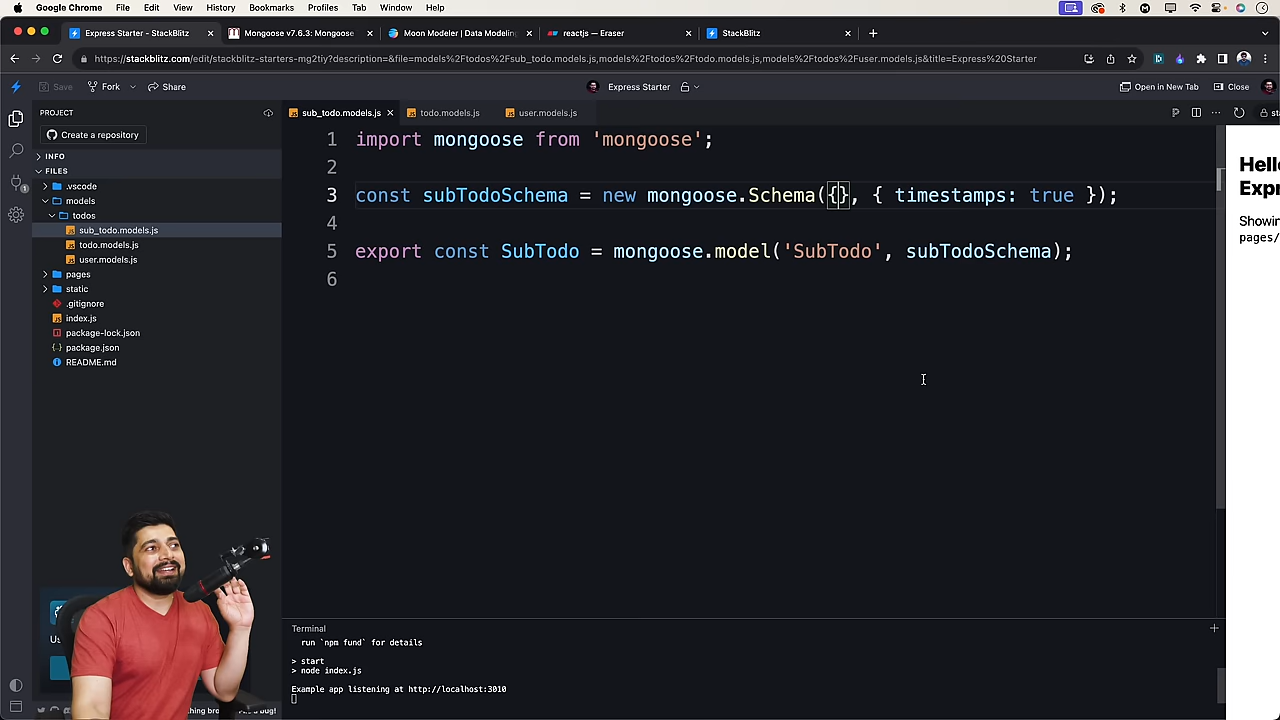 Google Chrome File Edit View History Bookmarks Profiles Tab Window Help
Express Starter - StackBlitz
Mongoose v7.6.3: Mongoose
Moon Modeler | Data Modeling
reactjs — Eraser
StackBlitz
https://stackblitz.com/edit/stackblitz-starters-mg2tiy?description=&file=models%2Ftodos%2Fsub_todo.models.js,models%2Ftodos%2Ftodo.models.js,models%2Ftodos%2Fuser.models.js&title=Express%20Starter
Save Fork Share Express Starter Open in New Tab Close
PROJECT
Create a repository
INFO
FILES
.vscode
models
todos
sub_todo.models.js
todo.models.js
user.models.js
pages
static
.gitignore
index.js
package-lock.json
package.json
README.md
sub_todo.models.js todo.models.js user.models.js
1 import mongoose from 'mongoose';
2
3 const subTodoSchema = new mongoose.Schema({}, { timestamps: true });
4
5 export const SubTodo = mongoose.model('SubTodo', subTodoSchema);
6
Terminal
run `npm fund` for details
> start
> node index.js
Example app listening at http://localhost:3010
Hello
Expr
Showin
pages/